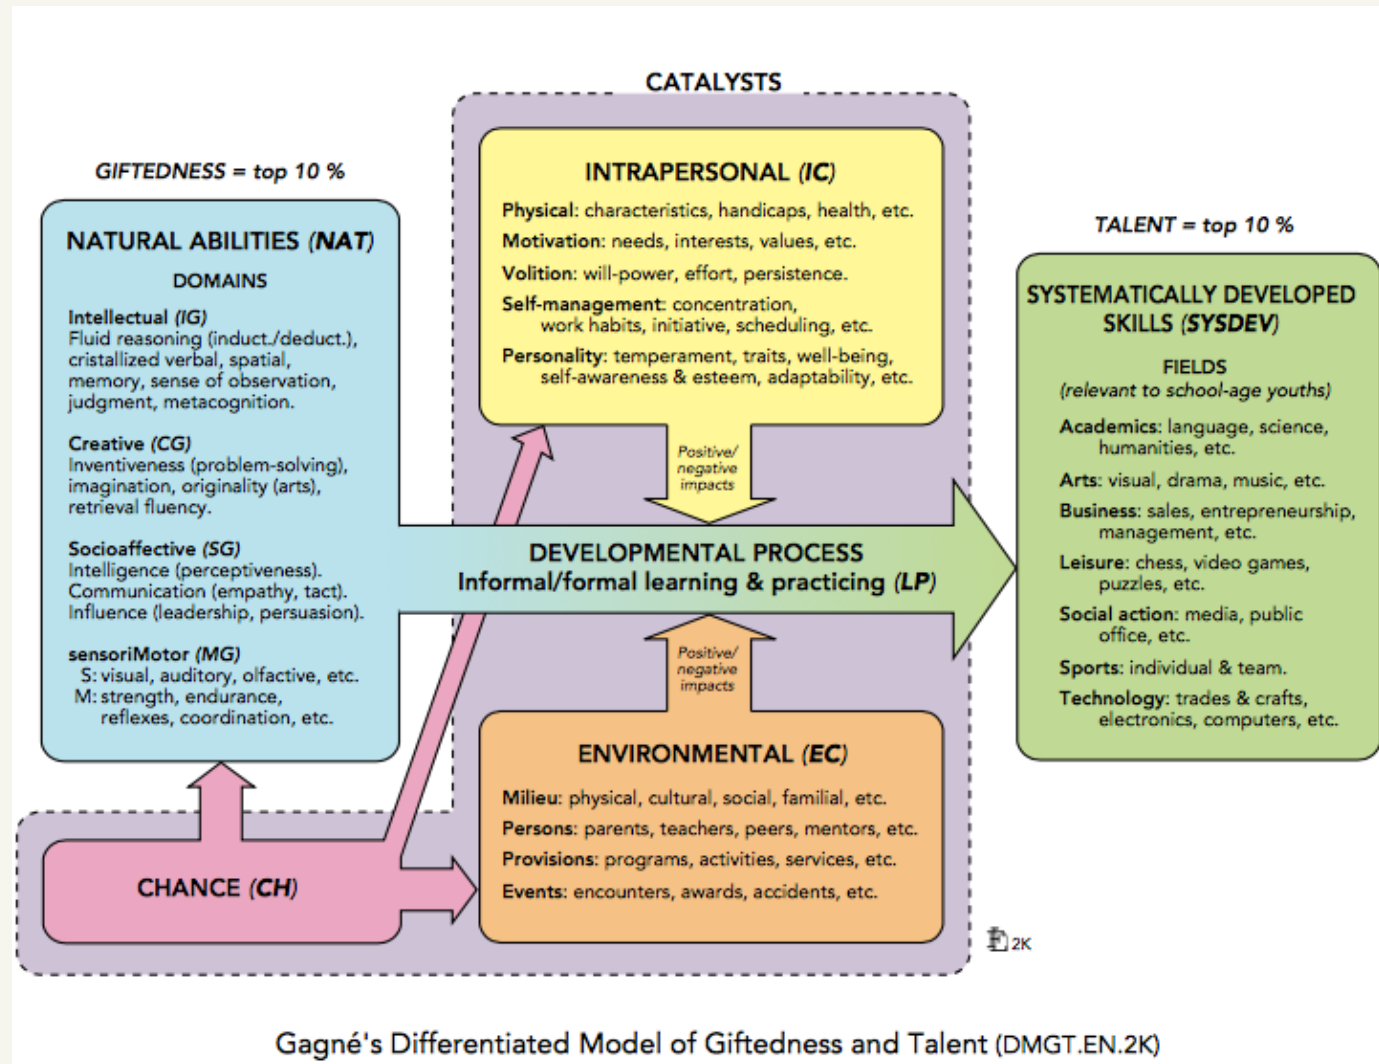 CATALYSTS
GIFTEDNESS = top 10 %
NATURAL ABILITIES (NAT)
DOMAINS
Intellectual (IG)
Fluid reasoning (induct./deduct.),
cristallized verbal, spatial,
memory, sense of observation,
judgment, metacognition.
Creative (CG)
Inventiveness (problem-solving),
imagination, originality (arts),
retrieval fluency.
Socioaffective (SG)
Intelligence (perceptiveness).
Communication (empathy, tact).
Influence (leadership, persuasion).
sensoriMotor (MG)
S: visual, auditory, olfactive, etc.
M: strength, endurance,
reflexes, coordination, etc.
CHANCE (CH)
INTRAPERSONAL (IC)
Physical: characteristics, handicaps, health, etc.
Motivation: needs, interests, values, etc.
Volition: will-power, effort, persistence.
Self-management: concentration,
work habits, initiative, scheduling, etc.
Personality: temperament, traits, well-being,
self-awareness & esteem, adaptability, etc.
Positive/
negative
impacts
DEVELOPMENTAL PROCESS
Informal/formal learning & practicing (LP)
Positive/
negative
impacts
ENVIRONMENTAL (EC)
Milieu: physical, cultural, social, familial, etc.
Persons: parents, teachers, peers, mentors, etc.
Provisions: programs, activities, services, etc.
Events: encounters, awards, accidents, etc.
TALENT = top 10 %
SYSTEMATICALLY DEVELOPED
SKILLS (SYSDEV)
FIELDS
(relevant to school-age youths)
Academics: language, science,
humanities, etc.
Arts: visual, drama, music, etc.
Business: sales, entrepreneurship,
management, etc.
Leisure: chess, video games,
puzzles, etc.
Social action: media, public
office, etc.
Sports: individual & team.
Technology: trades & crafts,
electronics, computers, etc.
2K
Gagné's Differentiated Model of Giftedness and Talent (DMGT.EN.2K)